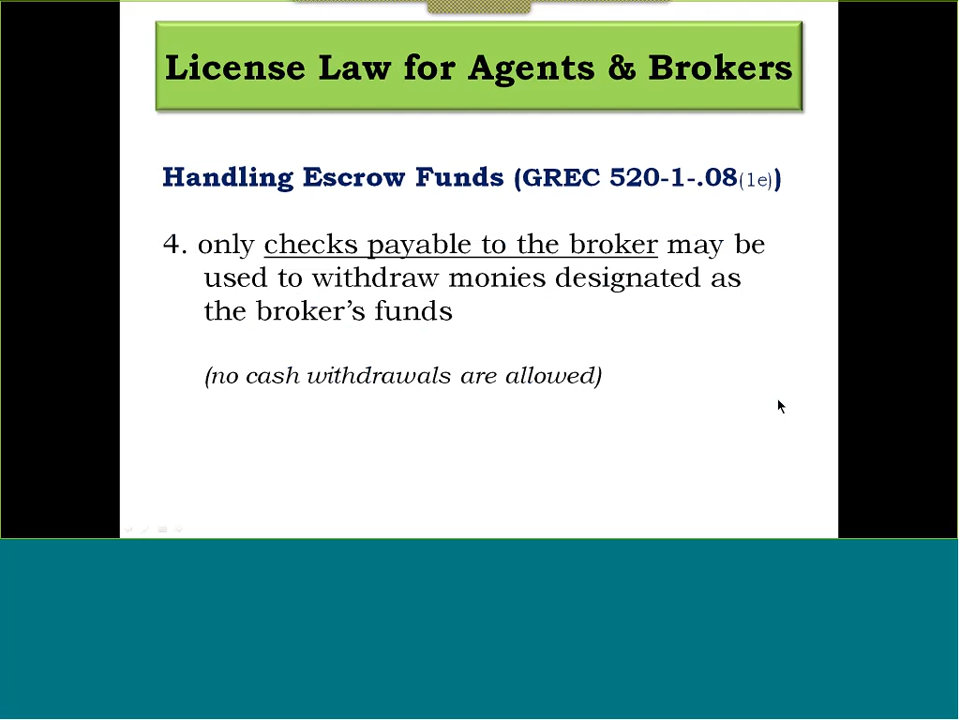 License Law for Agents & Brokers
Handling Escrow Funds (GREC 520-1-.08(1e))
4. only checks payable to the broker may be
used to withdraw monies designated as
the broker’s funds
(no cash withdrawals are allowed)